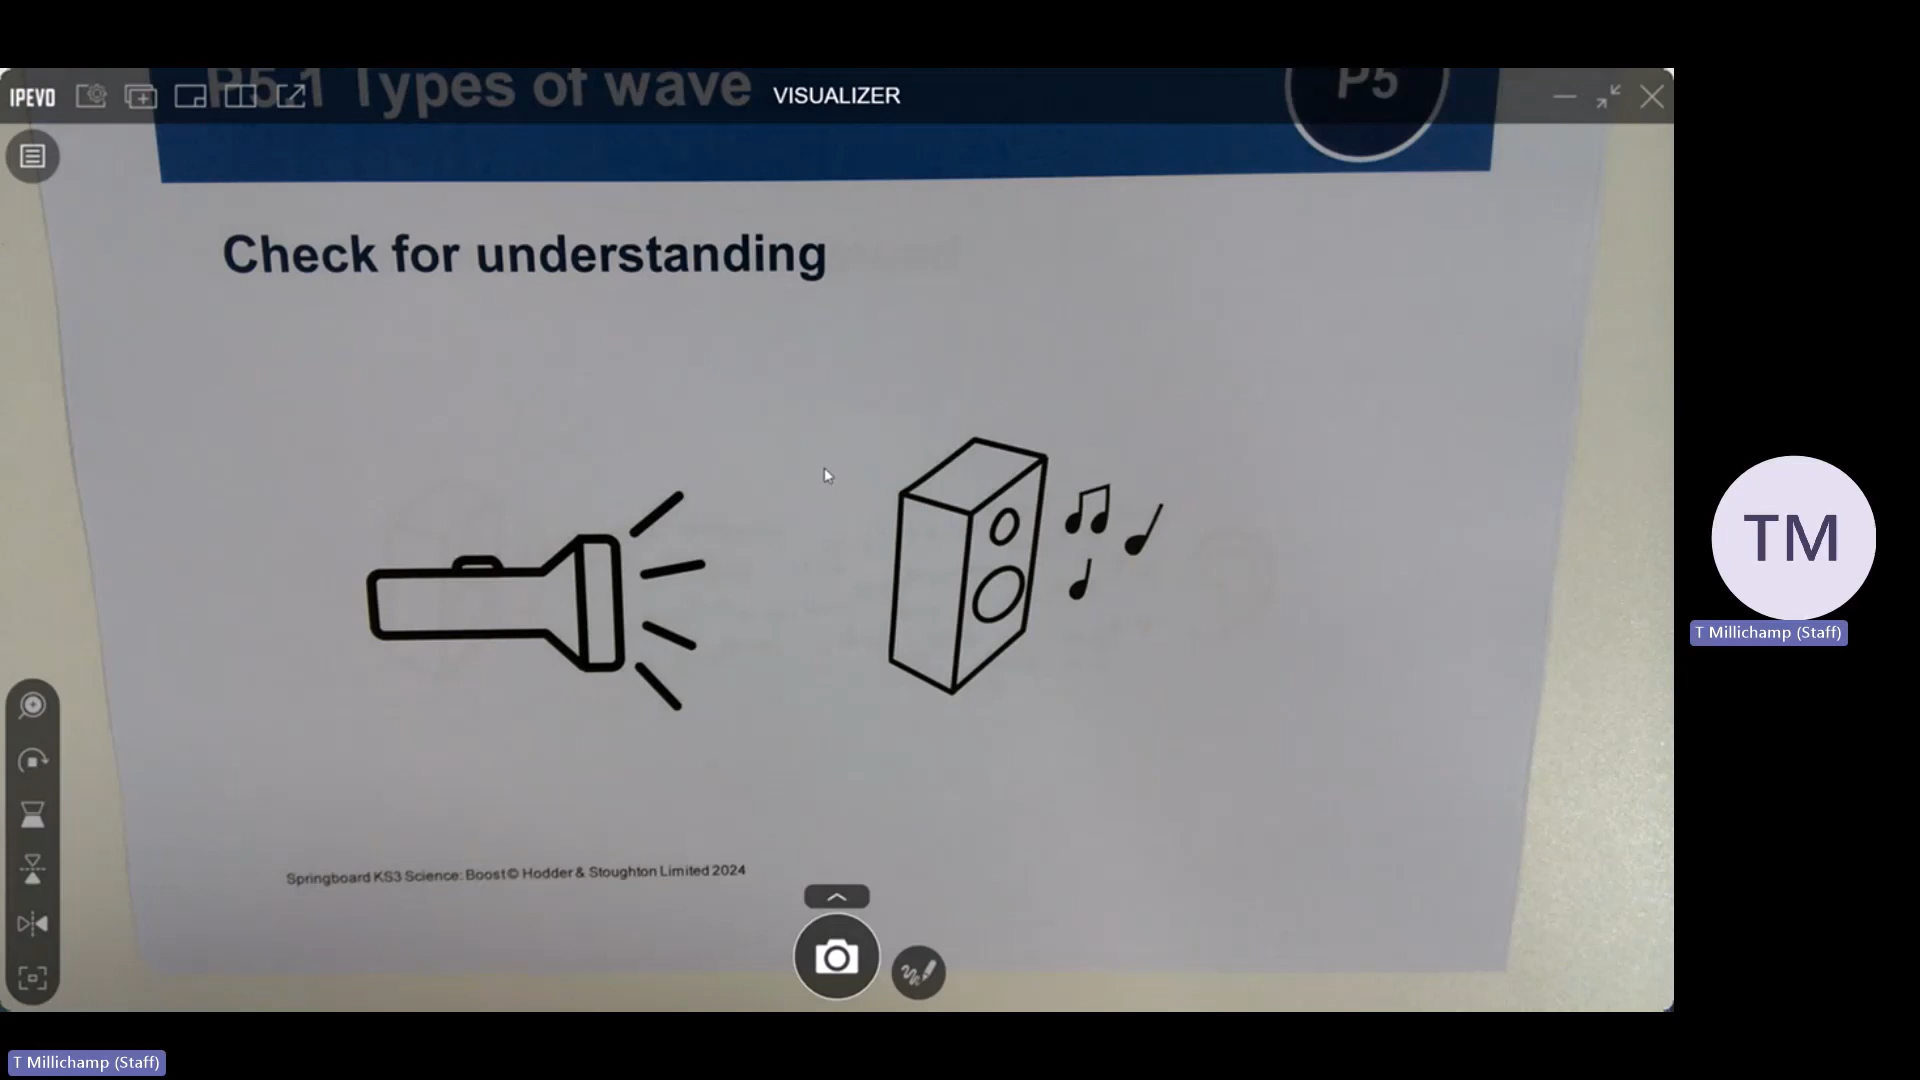 IPEVO
P5.1 Types of wave
VISUALIZER
P5
Check for understanding
Springboard KS3 Science: Boost© Hodder & Stoughton Limited 2024
TM
T Millichamp (Staff)
T Millichamp (Staff)